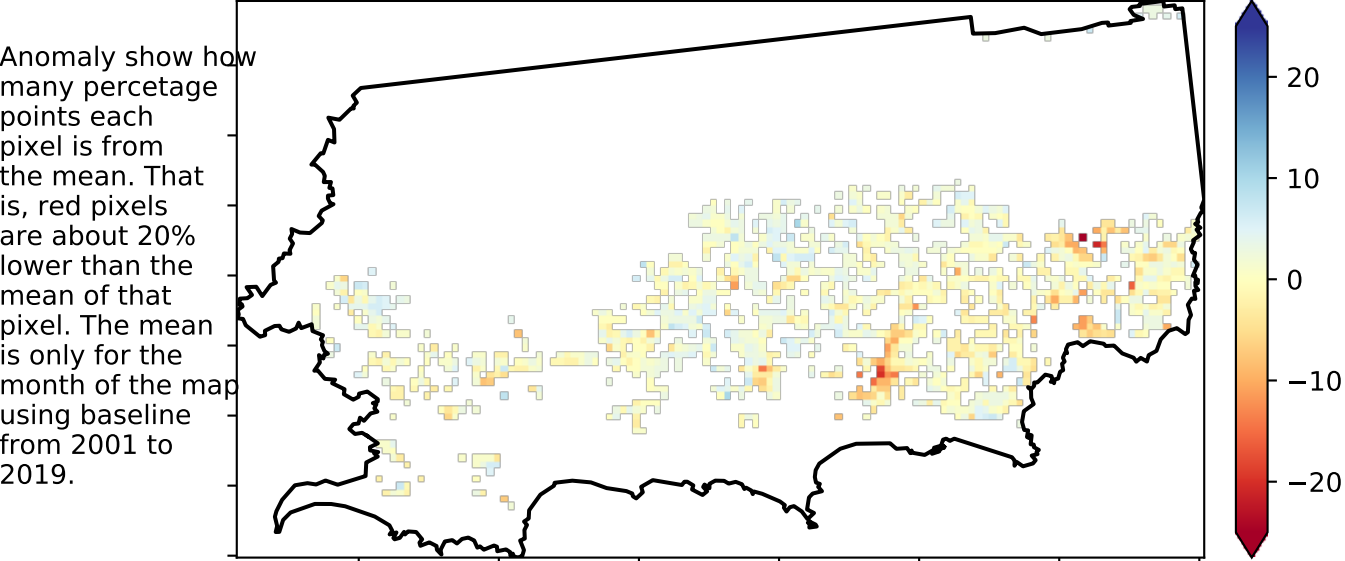 Anomaly show how
many percetage
points each
pixel is from
the mean. That
is, red pixels
are about 20%
lower than the
mean of that
pixel. The mean
is only for the
month of the map
using baseline
from 2001 to
2019.
20
10
0
−10
−20